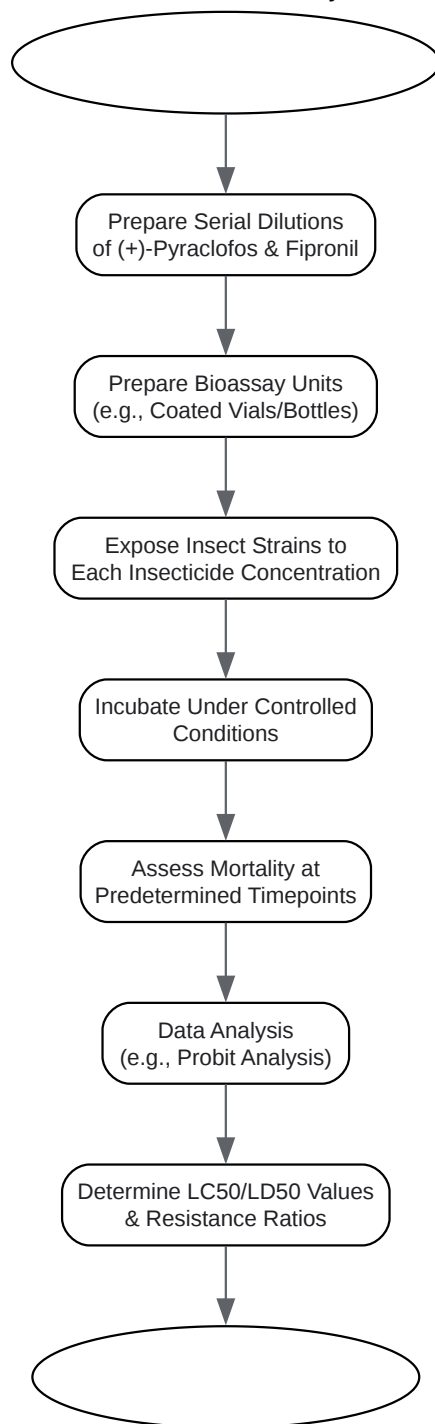 Prepare Serial Dilutions
of (+)-Pyraclofos & Fipronil
Prepare Bioassay Units
(e.g., Coated Vials/Bottles)
Expose Insect Strains to
Each Insecticide Concentration
Incubate Under Controlled
Conditions
Assess Mortality at
Predetermined Timepoints
Data Analysis
(e.g., Probit Analysis)
Determine LC50/LD50 Values
& Resistance Ratios